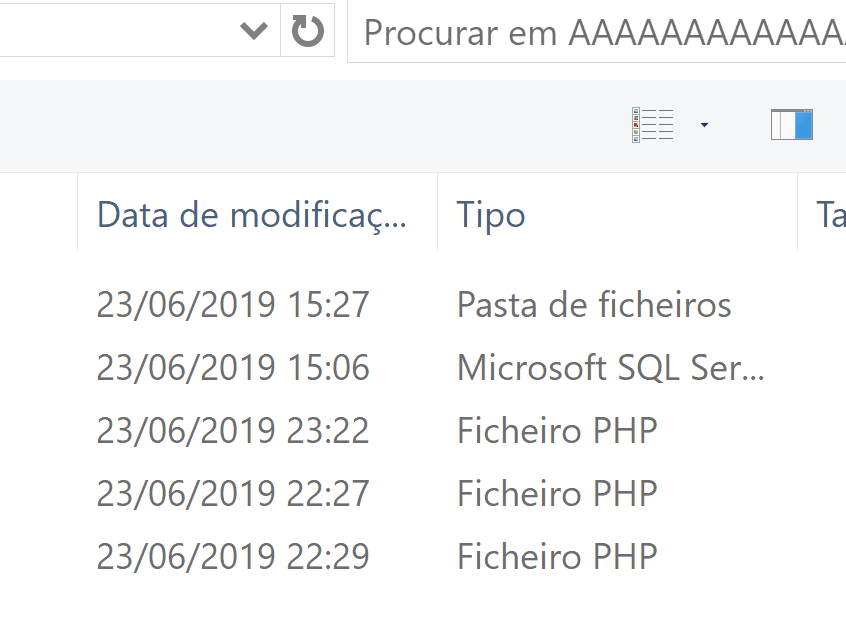 Procurar em AAAAAAAAAAAA
Data de modificaç... Tipo Ta
23/06/2019 15:27 Pasta de ficheiros
23/06/2019 15:06 Microsoft SQL Ser...
23/06/2019 23:22 Ficheiro PHP
23/06/2019 22:27 Ficheiro PHP
23/06/2019 22:29 Ficheiro PHP